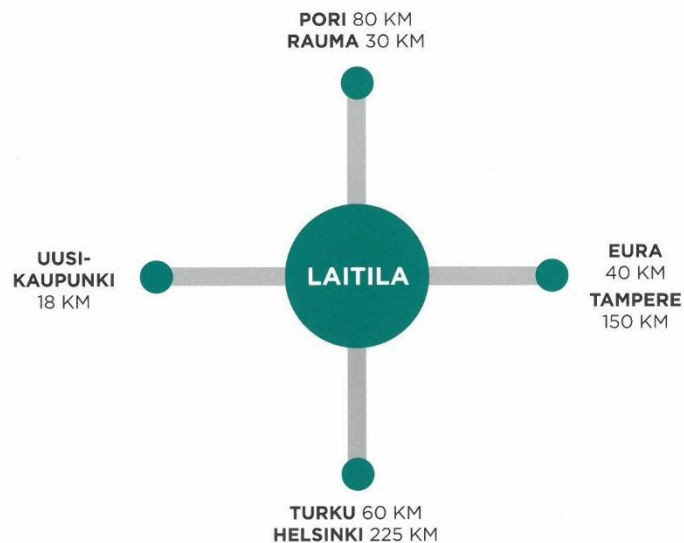 PORI 80 KM
RAUMA 30 KM
UUSI-
KAUPUNKI
18 KM
LAITILA
EURA
40 KM
TAMPERE
150 KM
TURKU 60 KM
HELSINKI 225 KM